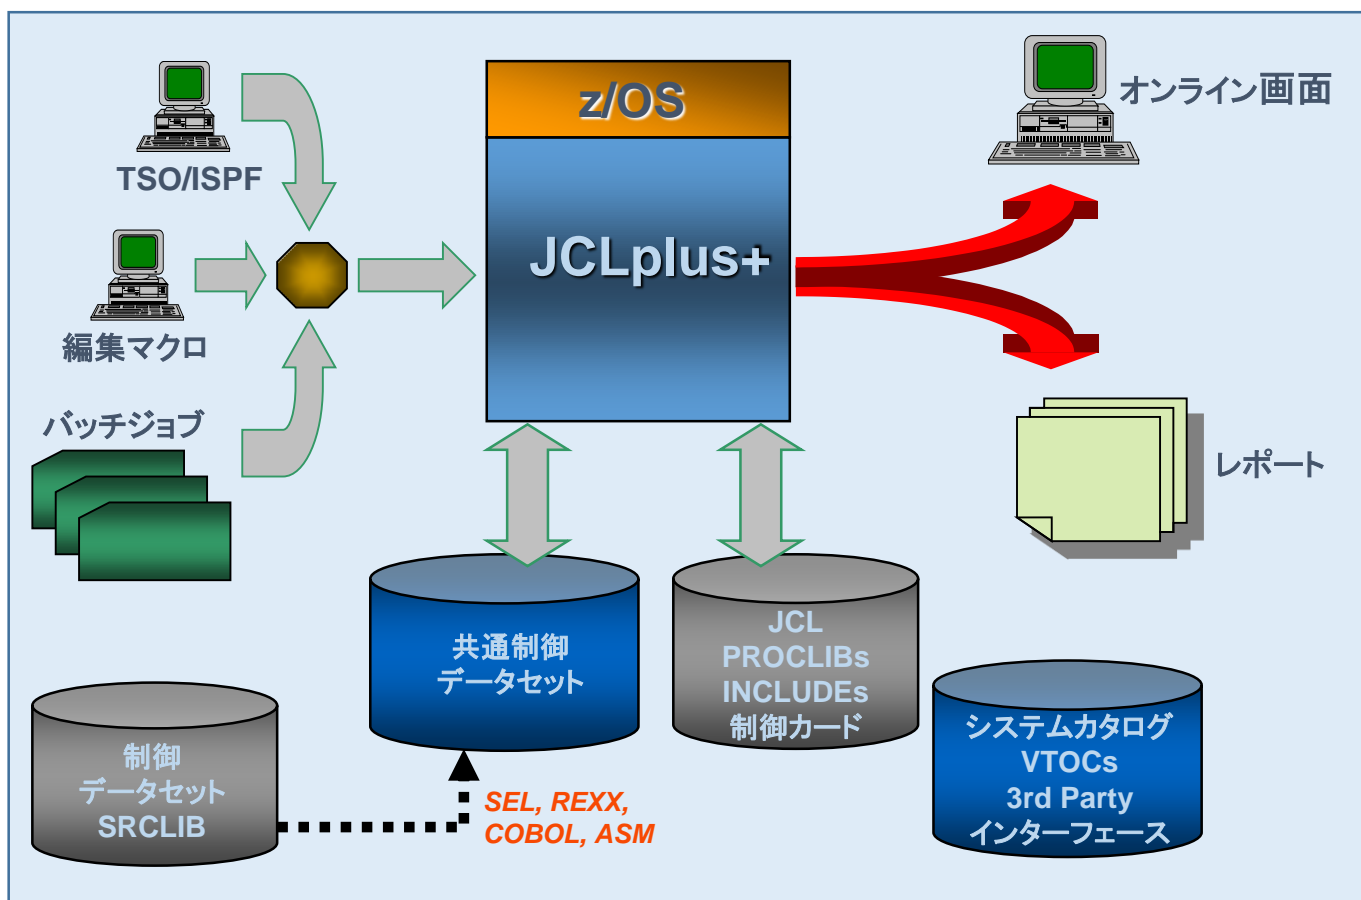 z/OS
オンライン画面
TSO/ISPF
JCLplus+
編集マクロ
バッチジョブ
レポート
共通制御
データセット
JCL
PROCLIBs
INCLUDEs
制御カード
システムカタログ
VTOCs
3rd Party
インターフェース
制御
データセット
SRCLIB
SEL, REXX,
COBOL, ASM